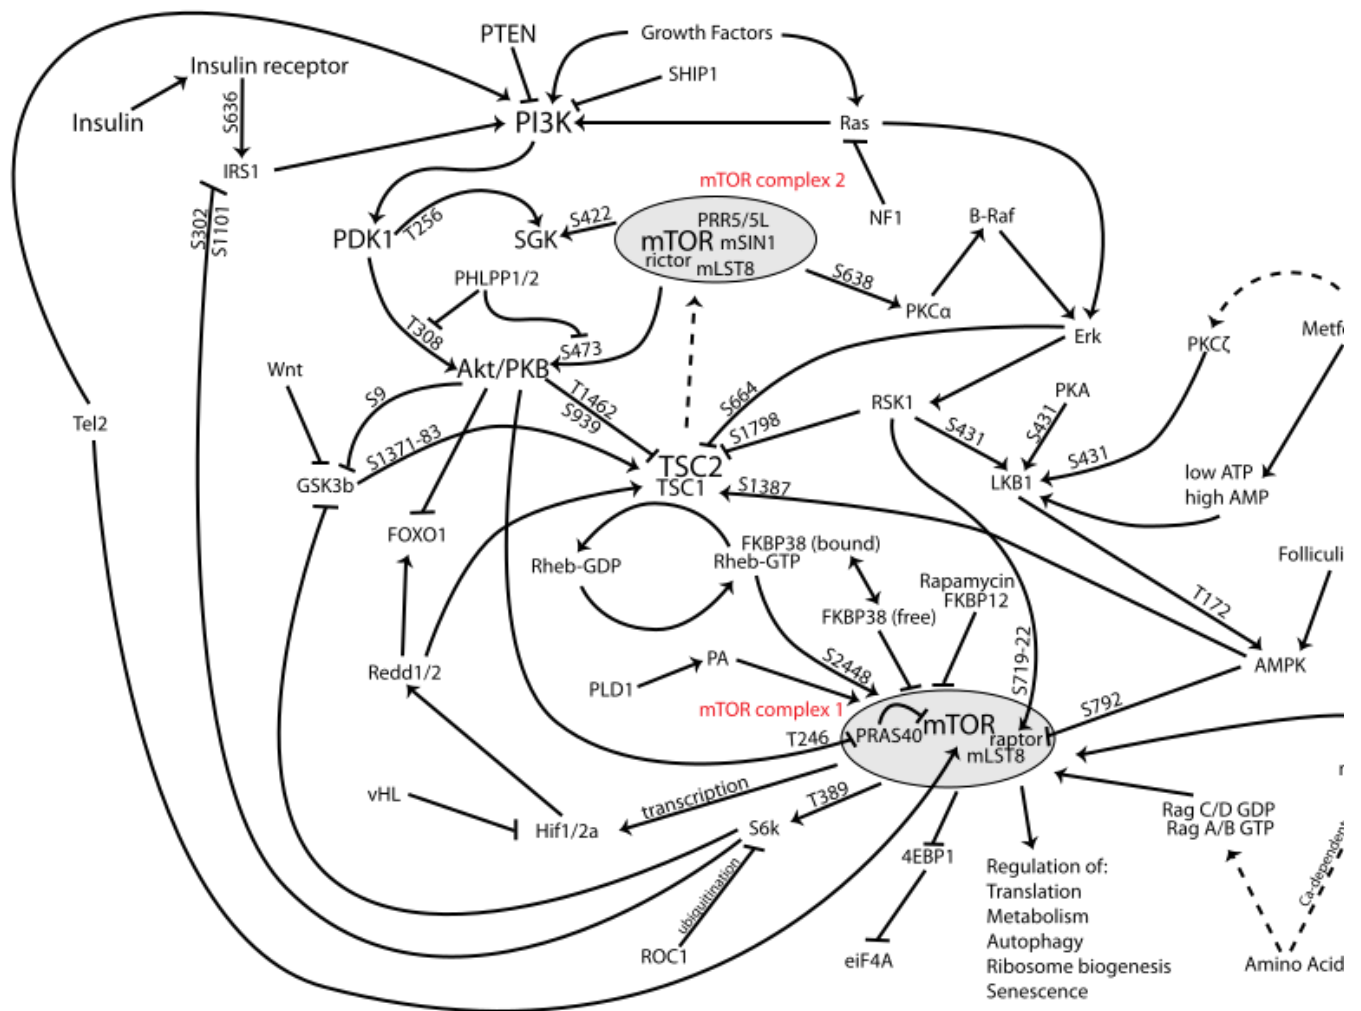 PTEN
Growth Factors
Insulin receptor
SHIP1
Insulin
S636
PI3K
Ras
IRS1
mTOR complex 2
S302
S1101
T256
PDK1
SGK
S422
PRR5/5L
mTOR mSIN1
rictor mLST8
NF1
B-Raf
PHLPP1/2
S638
PKCα
T308
S473
Erk
PKCζ
Metf
Wnt
Akt/PKB
S9
T1462
S939
S664
RSK1
PKA
Tel2
S1371-83
S1798
S431
S431
S431
GSK3b
TSC2
TSC1
S1387
LKB1
low ATP
high AMP
FOXO1
FKBP38 (bound)
Rheb-GDP
Rheb-GTP
Folliculi
Rapamycin
FKBP12
T172
FKBP38 (free)
Redd1/2
PA
S2448
S719-22
AMPK
PLD1
mTOR complex 1
S792
T246
PRAS40
mTOR
raptor
mLST8
vHL
transcription
T389
Hif1/2a
S6k
Rag C/D GDP
Rag A/B GTP
4EBP1
Ca-dependent
ubiquitination
Regulation of:
Translation
Metabolism
Autophagy
Ribosome biogenesis
Senescence
ROC1
eiF4A
Amino Acid